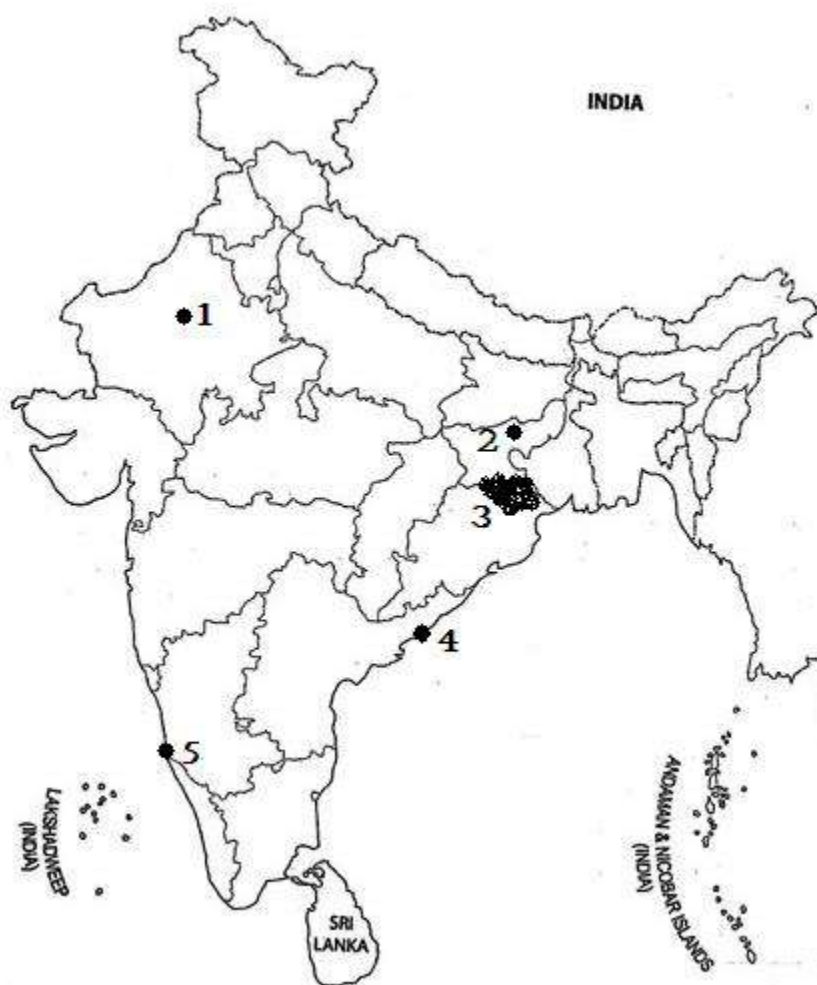 INDIA
1
2
3
4
5
LAKSHADWEEP
(INDIA)
ANDAMAN & NICOBAR ISLANDS
(INDIA)
SRI
LANKA